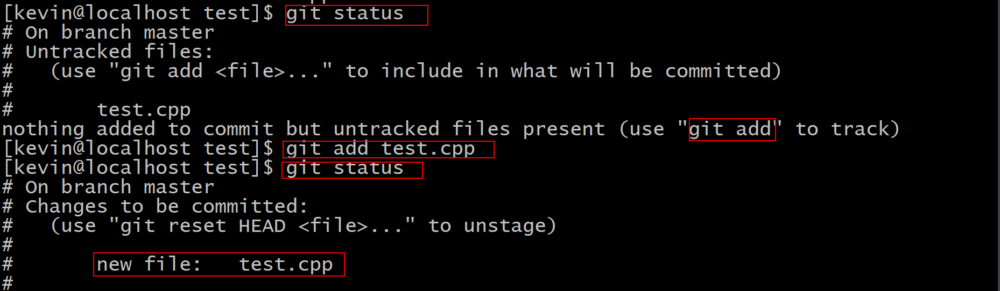 [kevin@localhost test]$ git status
# On branch master
# Untracked files:
#   (use "git add <file>..." to include in what will be committed)
#
#       test.cpp
nothing added to commit but untracked files present (use "git add" to track)
[kevin@localhost test]$ git add test.cpp
[kevin@localhost test]$ git status
# On branch master
# Changes to be committed:
#   (use "git reset HEAD <file>..." to unstage)
#
#       new file:   test.cpp
#